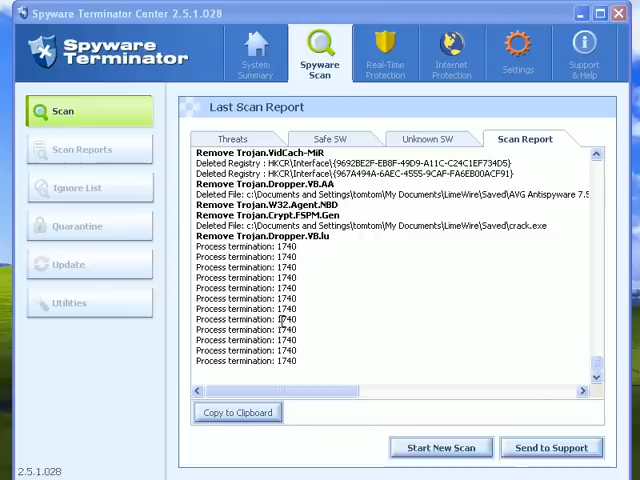 Spyware Terminator Center 2.5.1.028
Spyware
Terminator
System
Summary
Spyware
Scan
Real-Time
Protection
Internet
Protection
Settings
Support
& Help
Scan
Scan Reports
Ignore List
Quarantine
Update
Utilities
Last Scan Report
Threats
Safe SW
Unknown SW
Scan Report
Remove Trojan.VidCach-MiR
Deleted Registry : HKCR\Interface\{9692BE2F-EB8F-49D9-A11C-C24C1EF734D5}
Deleted Registry : HKCR\Interface\{967A494A-6AEC-4555-9CAF-FA6EB00ACF91}
Remove Trojan.Dropper.VB.AA
Deleted File: c:\Documents and Settings\tomtom\My Documents\LimeWire\Saved\AVG Antispyware 7.5
Remove Trojan.W32.Agent.NBD
Remove Trojan.Crypt.FSPM.Gen
Deleted File: c:\Documents and Settings\tomtom\My Documents\LimeWire\Saved\crack.exe
Remove Trojan.Dropper.VB.lu
Process termination: 1740
Process termination: 1740
Process termination: 1740
Process termination: 1740
Process termination: 1740
Process termination: 1740
Process termination: 1740
Process termination: 1740
Process termination: 1740
Process termination: 1740
Process termination: 1740
Process termination: 1740
Copy to Clipboard
Start New Scan
Send to Support
2.5.1.028